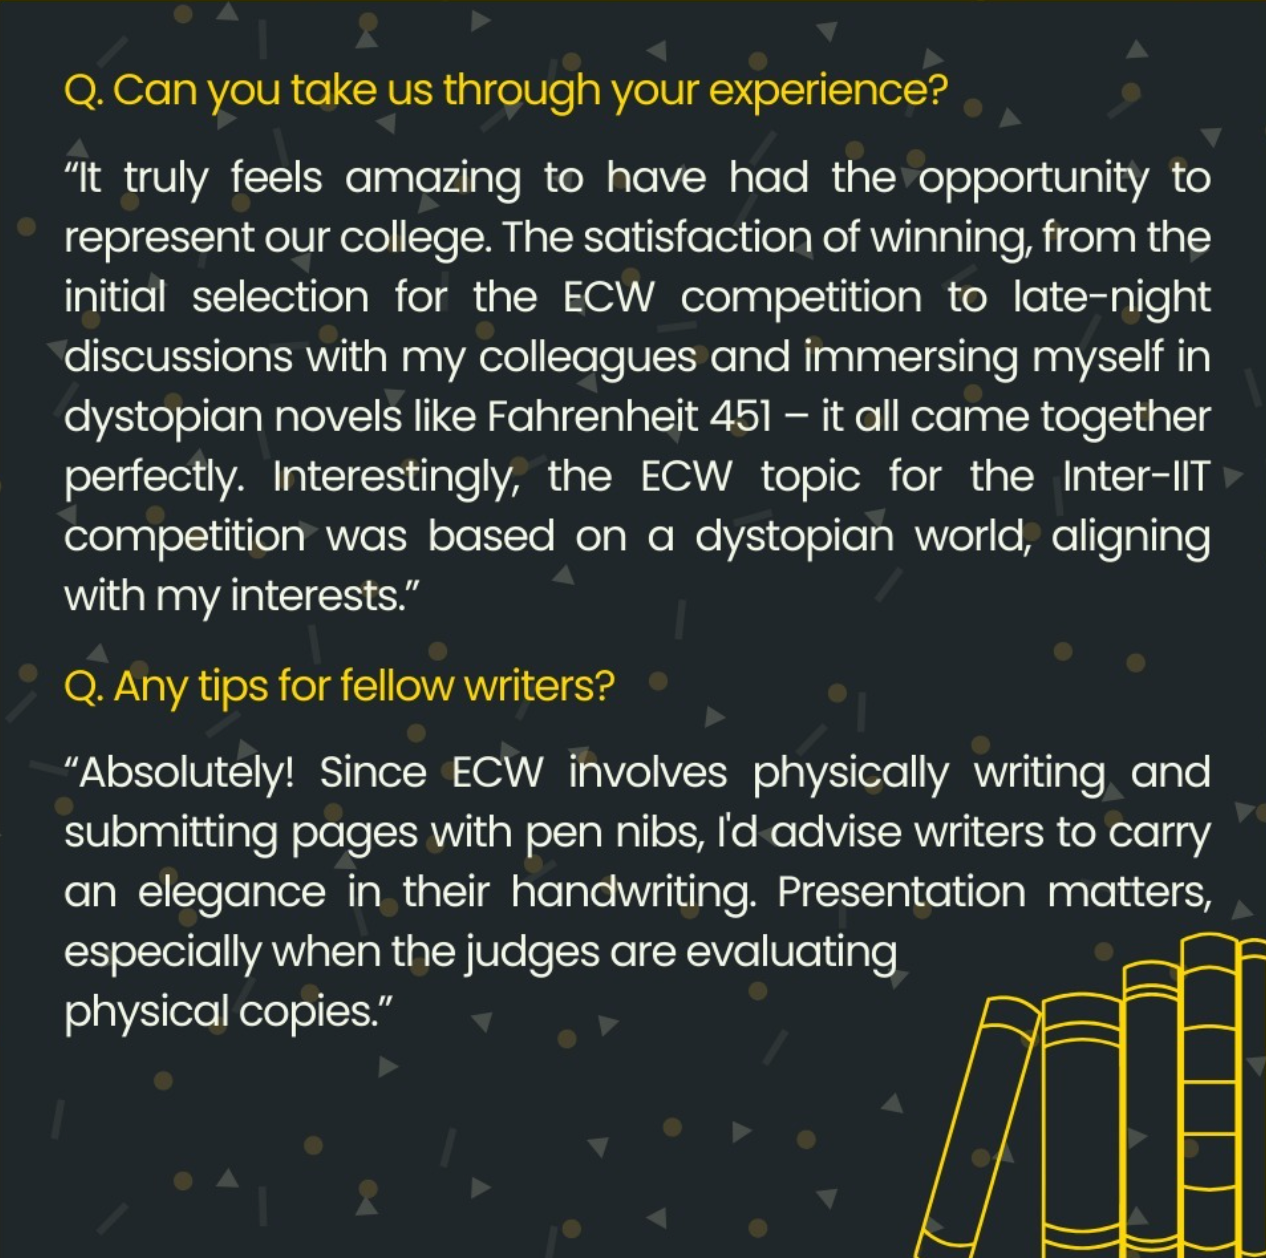 Q. Can you take us through your experience?
“It truly feels amazing to have had the opportunity to
represent our college. The satisfaction of winning, from the
initial selection for the ECW competition to late-night
discussions with my colleagues and immersing myself in
dystopian novels like Fahrenheit 451 – it all came together
perfectly. Interestingly, the ECW topic for the Inter-IIT
competition was based on a dystopian world, aligning
with my interests.”
Q. Any tips for fellow writers?
“Absolutely! Since ECW involves physically writing and
submitting pages with pen nibs, I'd advise writers to carry
an elegance in their handwriting. Presentation matters,
especially when the judges are evaluating
physical copies.”